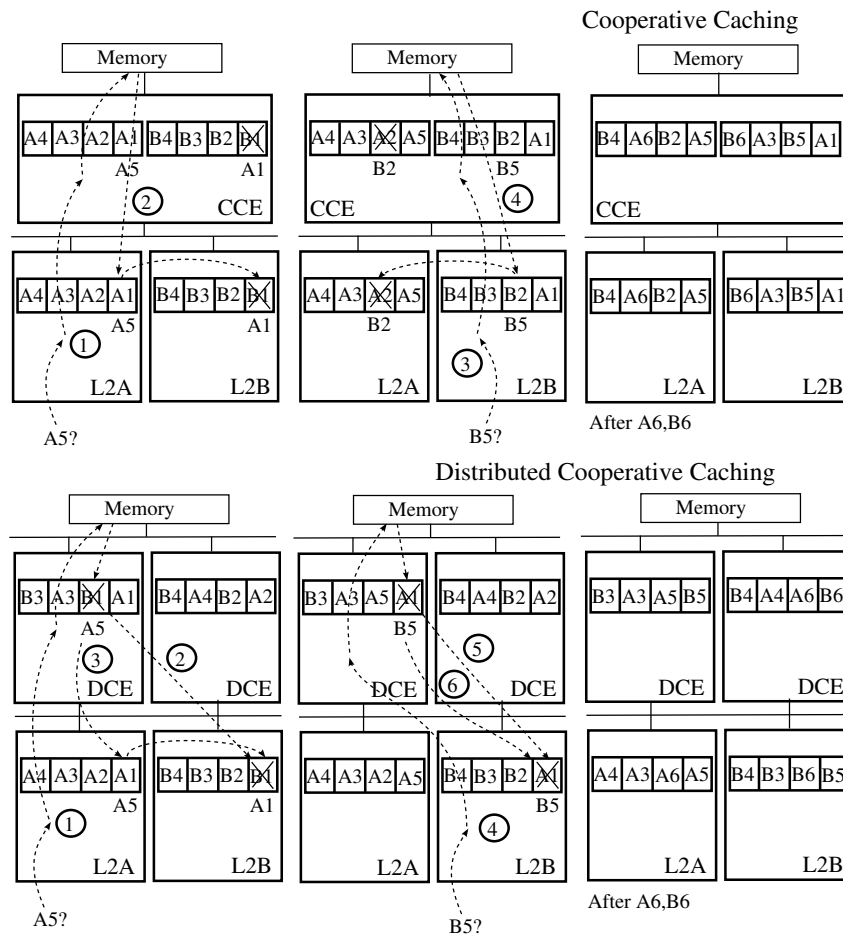 Cooperative Caching
Memory
Memory
Memory
A4 A3 A2 A1 B4 B3 B2 B1
A5 A1
2
CCE
A4 A3 A2 A5 B4 B3 B2 A1
B2 B5
4
CCE
B4 A6 B2 A5 B6 A3 B5 A1
CCE
A4 A3 A2 A1
A5
1
L2A
B4 B3 B2 B1
A1
L2B
A4 A3 A2 A5
B2
L2A
B4 B3 B2 A1
B5
3
L2B
B4 A6 B2 A5
L2A
B6 A3 B5 A1
L2B
A5?
B5?
After A6,B6
Distributed Cooperative Caching
Memory
Memory
Memory
B3 A3 B1 A1
A5
3
DCE
B4 A4 B2 A2
2
DCE
B3 A3 A5 A1
B5
DCE
B4 A4 B2 A2
5
6
DCE
B3 A3 A5 B5
DCE
B4 A4 A6 B6
DCE
A4 A3 A2 A1
A5
1
L2A
B4 B3 B2 B1
A1
L2B
A4 A3 A2 A5
L2A
B4 B3 B2 A1
B5
4
L2B
A4 A3 A6 A5
L2A
B4 B3 B6 B5
L2B
A5?
B5?
After A6,B6